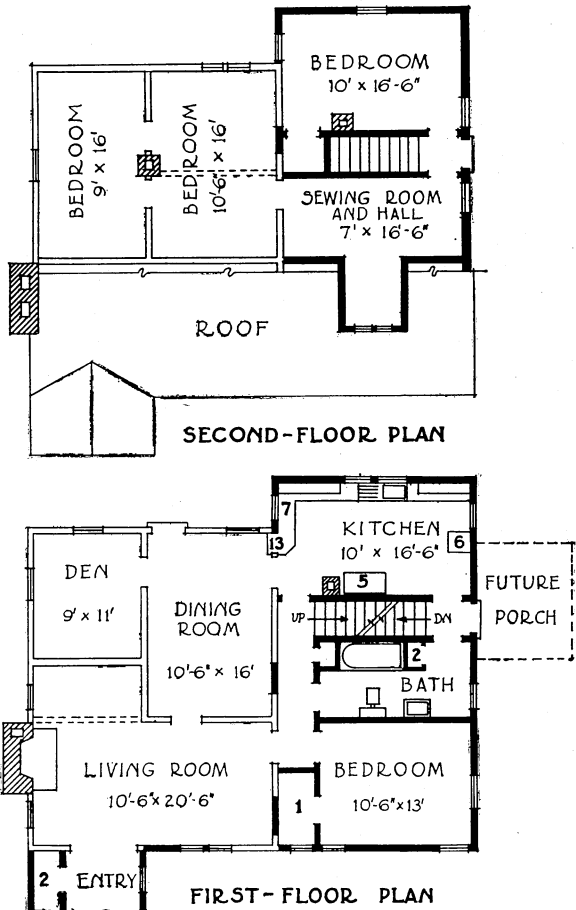 BEDROOM
10' x 16'-6"
BEDROOM
9' x 16'
BEDROOM
10'-6" x 16'
SEWING ROOM
AND HALL
7' x 16'-6"
ROOF
SECOND-FLOOR PLAN
7
13
KITCHEN
10' x 16'-6"
6
DEN
9' x 11'
5
FUTURE
PORCH
DINING
ROOM
10'-6" x 16'
UP
DN
2
BATH
LIVING ROOM
10'-6"x20'-6"
BEDROOM
10'-6"x13'
1
2
ENTRY
FIRST-FLOOR PLAN